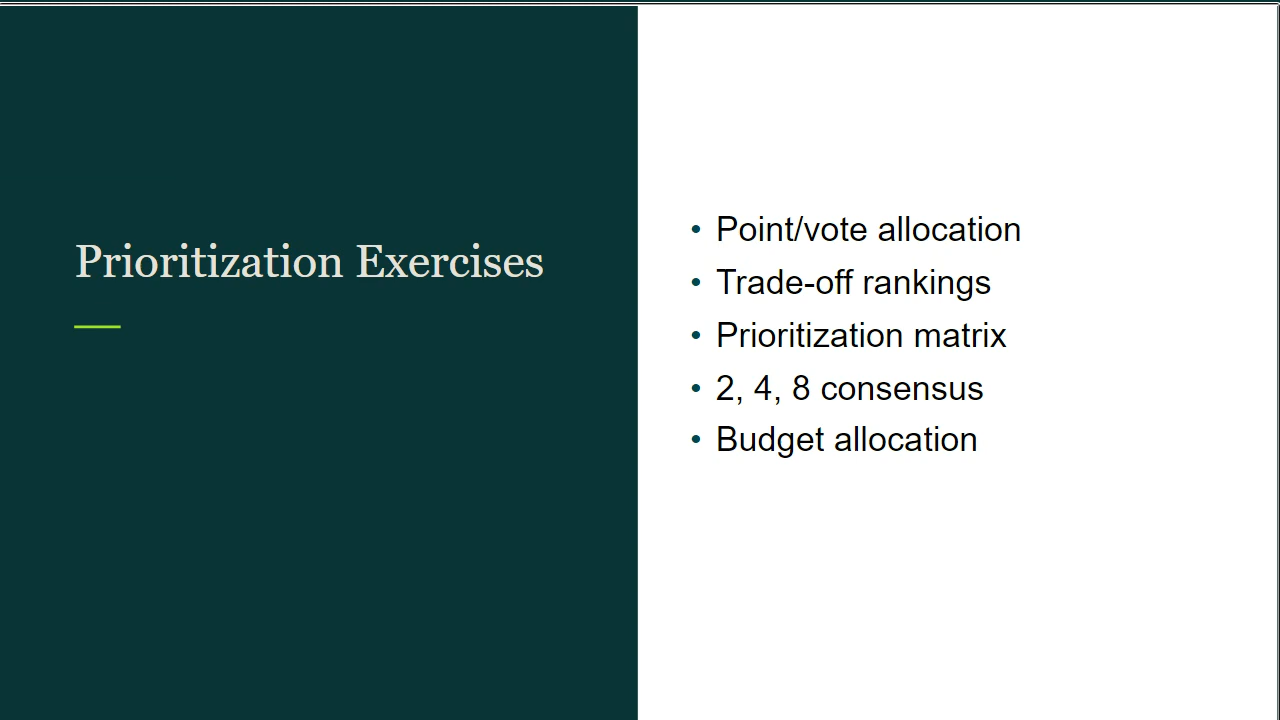 Prioritization Exercises
• Point/vote allocation
• Trade-off rankings
• Prioritization matrix
• 2, 4, 8 consensus
• Budget allocation